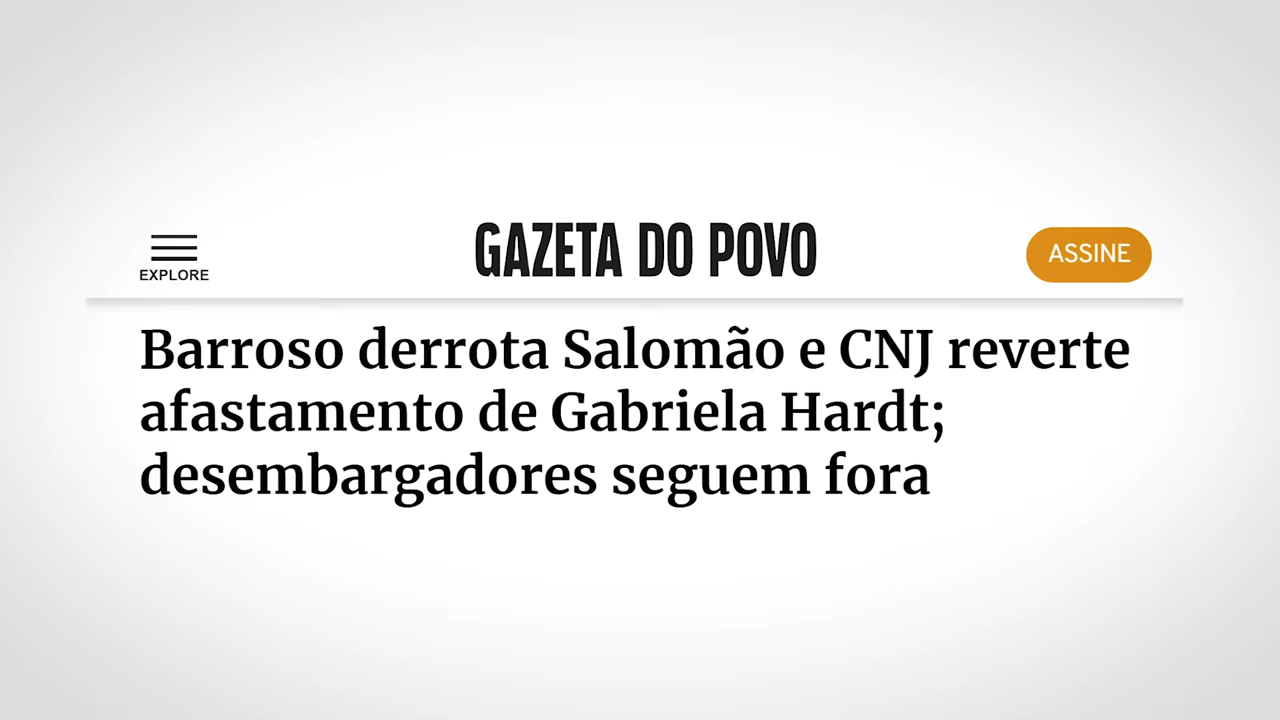 EXPLORE
GAZETA DO POVO
ASSINE
Barroso derrota Salomão e CNJ reverte
afastamento de Gabriela Hardt;
desembargadores seguem fora